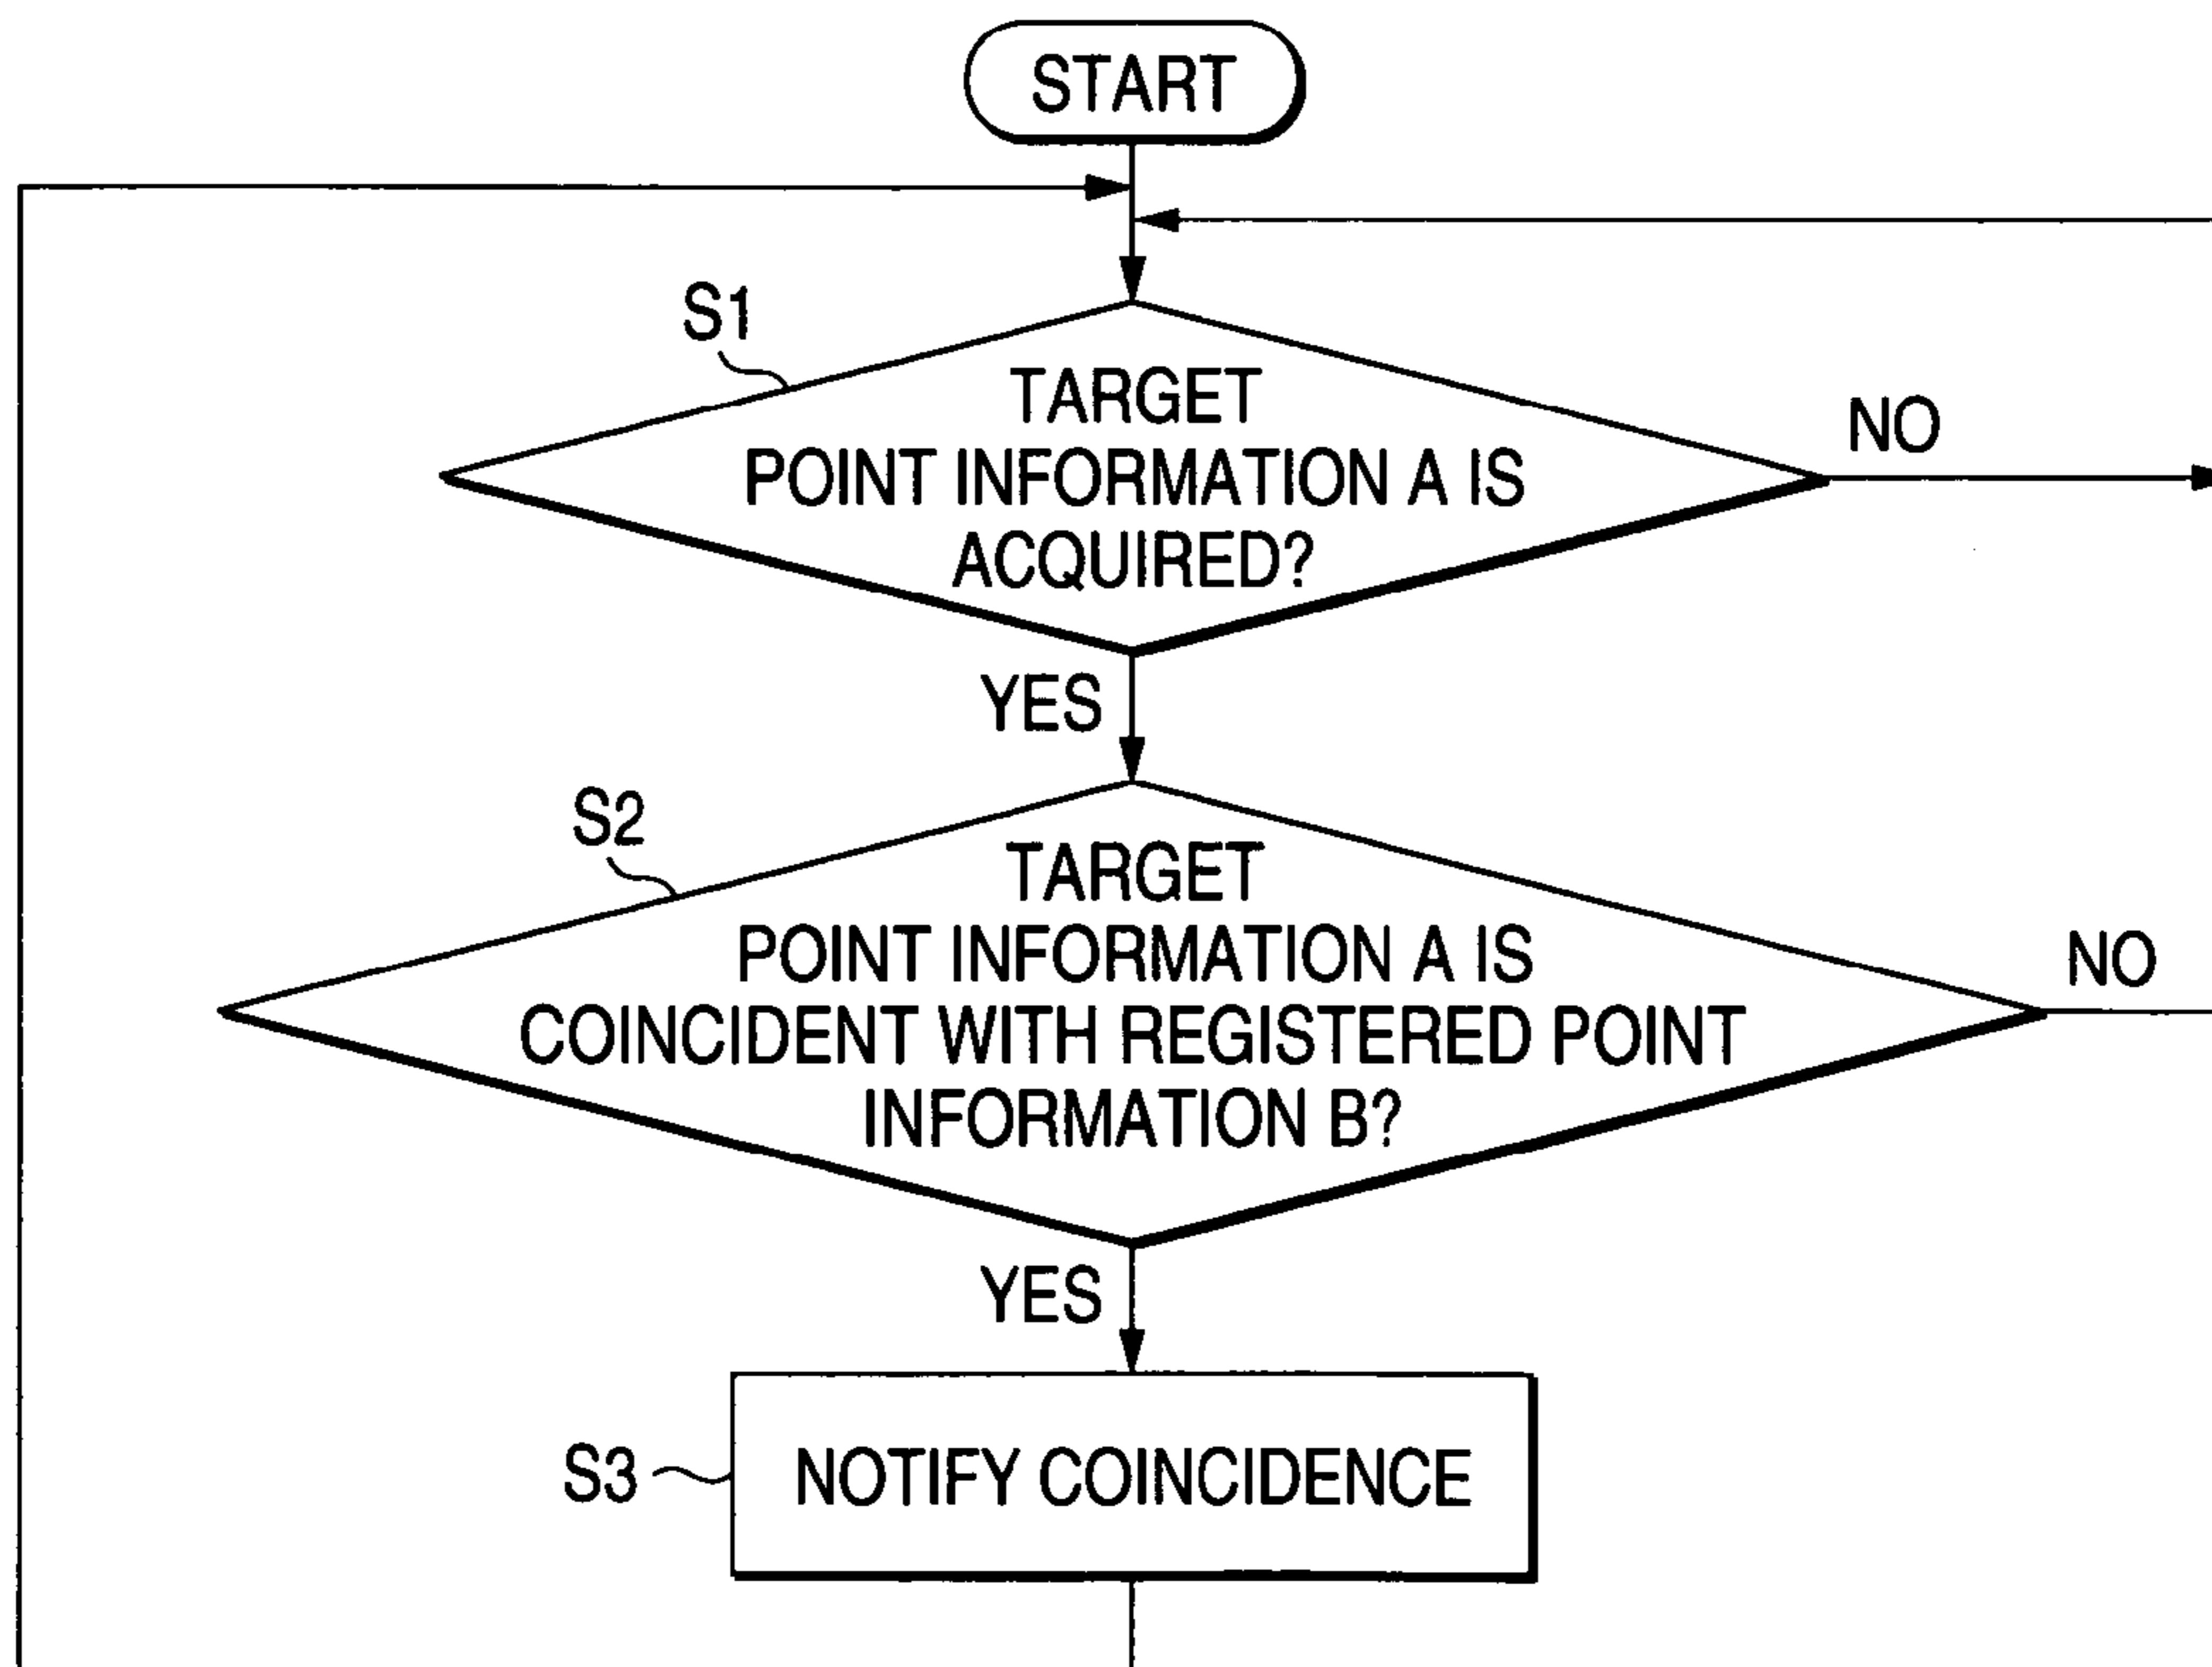 START
S1
TARGET
POINT INFORMATION A IS
ACQUIRED?
NO
YES
S2
TARGET
POINT INFORMATION A IS
COINCIDENT WITH REGISTERED POINT
INFORMATION B?
NO
YES
S3
NOTIFY COINCIDENCE